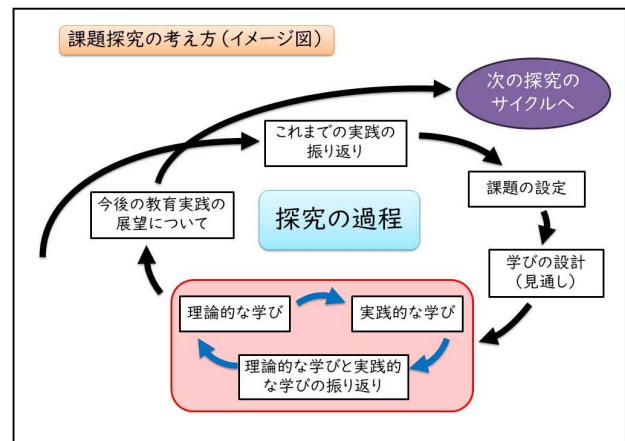 課題探究の考え方(イメージ図)
次の探究の
サイクルへ
これまでの実践の
振り返り
課題の設定
今後の教育実践の
展望について
探究の過程
学びの設計
(見通し)
理論的な学び
実践的な学び
理論的な学びと実践的
な学びの振り返り